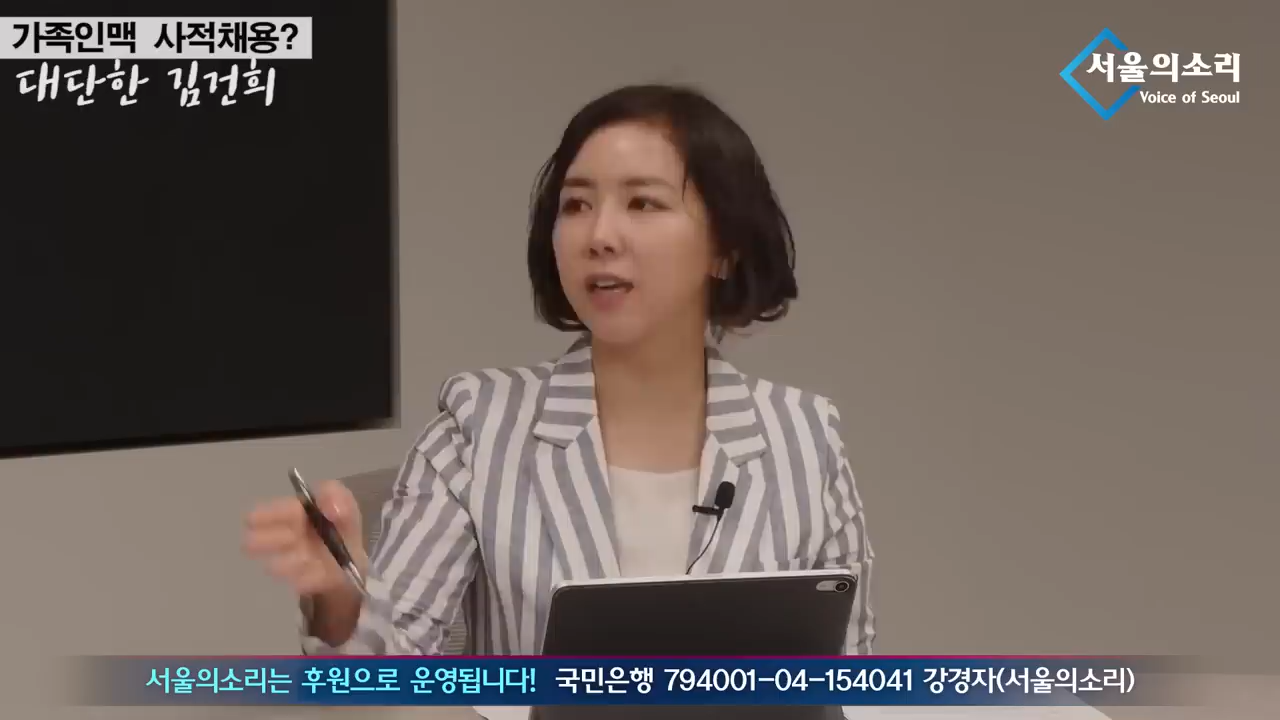 가족인맥 사적채용?
대단한 김건희
서울의소리
Voice of Seoul
서울의소리는 후원으로 운영됩니다! 국민은행 794001-04-154041 강경자(서울의소리)